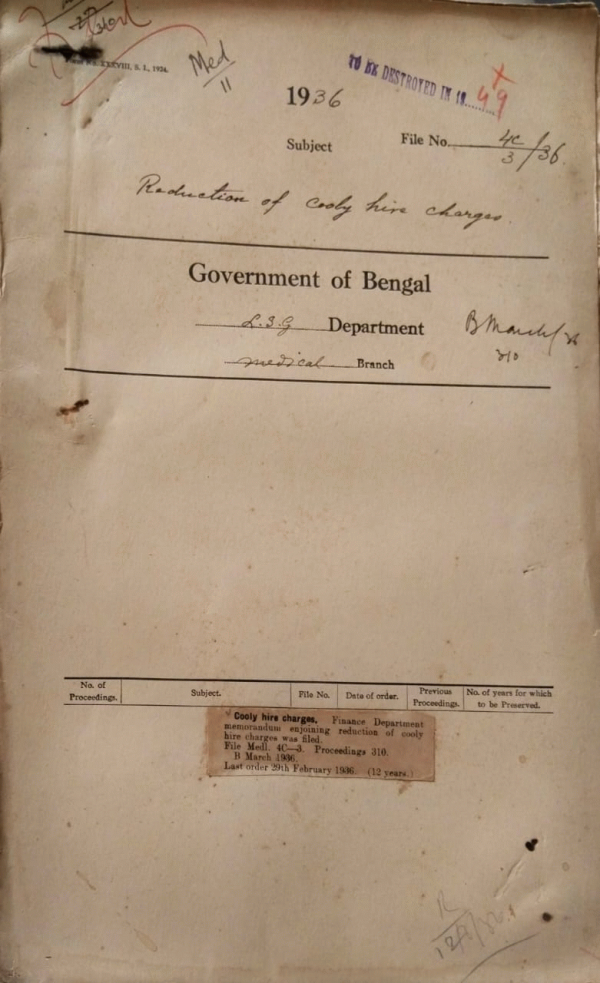 XXXVIII, S. I., 1924.
Med
11
TO BE DESTROYED IN 19......49
1936
Subject
File No. 4C/3/36.
Reduction of cooly hire charges.
Government of Bengal
L.S.G Department
B March/36
310
medical Branch
No. of Proceedings.
Subject.
File No.
Date of order.
Previous Proceedings.
No. of years for which to be Preserved.
Cooly hire charges. Finance Department
memorandum enjoining reduction of cooly
hire charges was filed.
File Medl. 4C—3. Proceedings 310.
B March 1936.
Last order 29th February 1936. (12 years.)